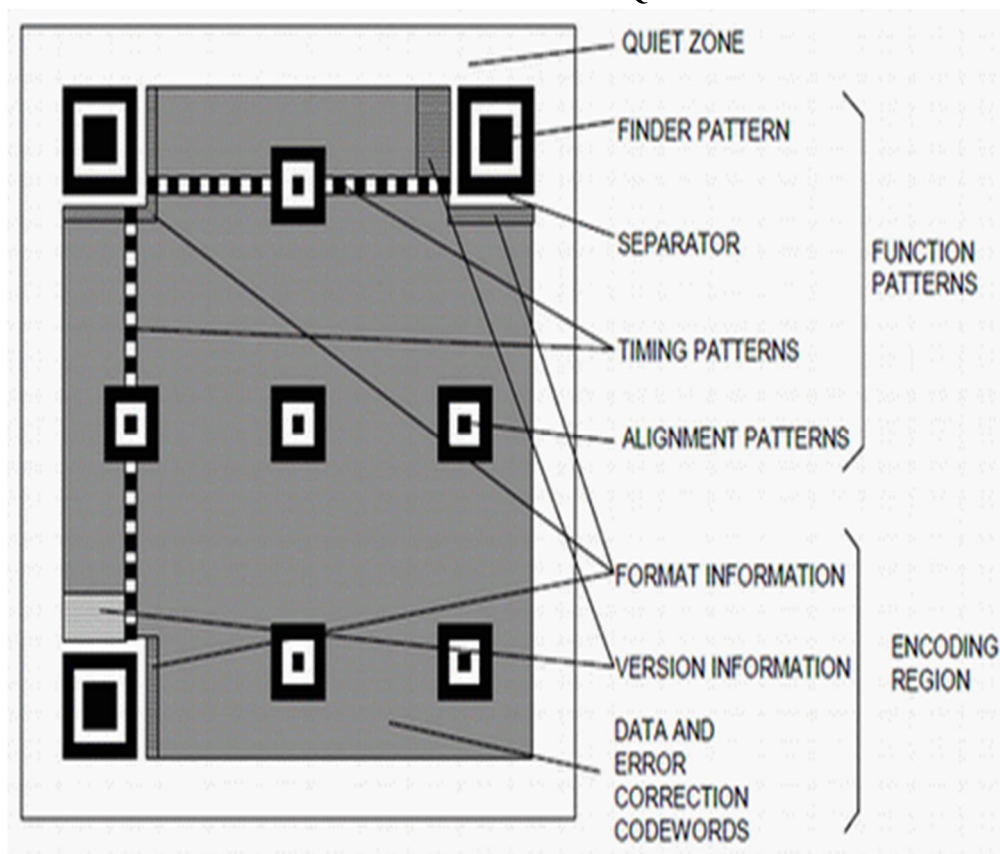 QUIET ZONE
FINDER PATTERN
SEPARATOR
FUNCTION
PATTERNS
TIMING PATTERNS
ALIGNMENT PATTERNS
FORMAT INFORMATION
ENCODING
REGION
VERSION INFORMATION
DATA AND
ERROR
CORRECTION
CODEWORDS